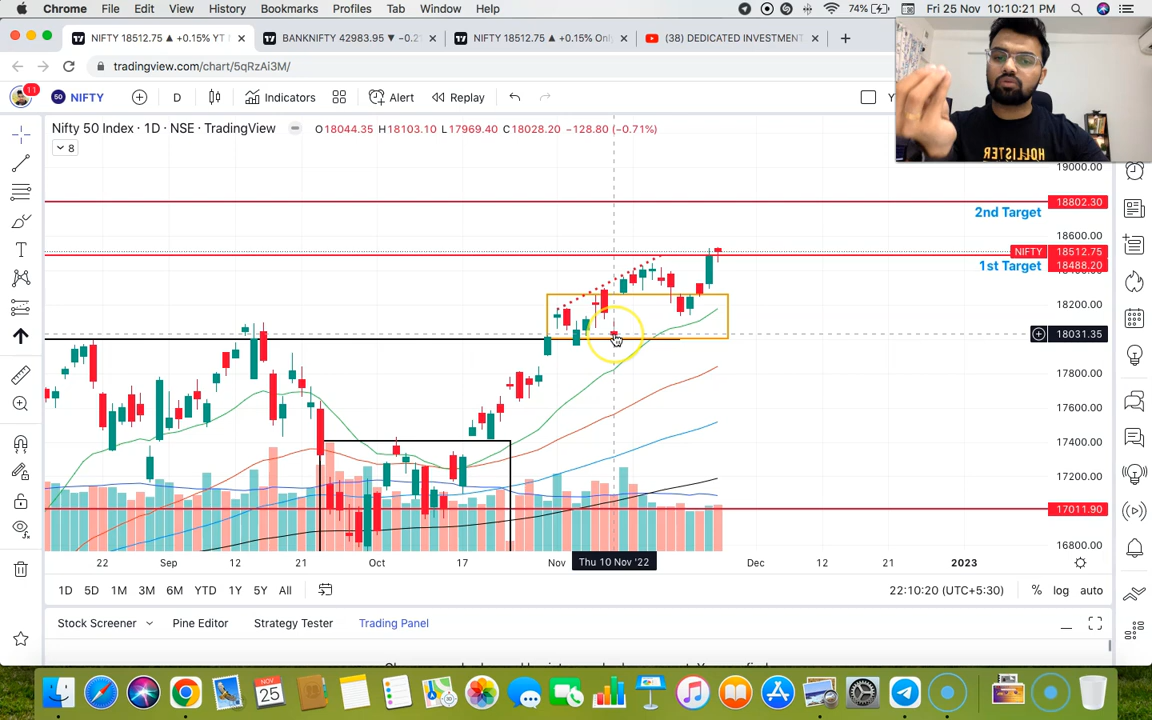 Chrome File Edit View History Bookmarks Profiles Tab Window Help 74% Fri 25 Nov 10:10:21 PM
NIFTY 18512.75 ▲ +0.15% YT
BANKNIFTY 42983.95 ▼ −0.2
NIFTY 18512.75 ▲ +0.15% Onl
(38) DEDICATED INVESTMENT
tradingview.com/chart/5qRzAi3M/
11 50 NIFTY D Indicators Alert Replay
HOLLISTER
Nifty 50 Index · 1D · NSE · TradingView O18044.35 H18103.10 L17969.40 C18028.20 −128.80 (−0.71%)
8
19000.00
18802.30
2nd Target
18600.00
NIFTY 18512.75
1st Target 18488.20
18200.00
18031.35
17800.00
17600.00
17400.00
17200.00
17011.90
16800.00
22 Sep 12 21 Oct 17 Nov Thu 10 Nov '22 Dec 12 21 2023
1D 5D 1M 3M 6M YTD 1Y 5Y All 22:10:20 (UTC+5:30) % log auto
Stock Screener Pine Editor Strategy Tester Trading Panel
NOV
25